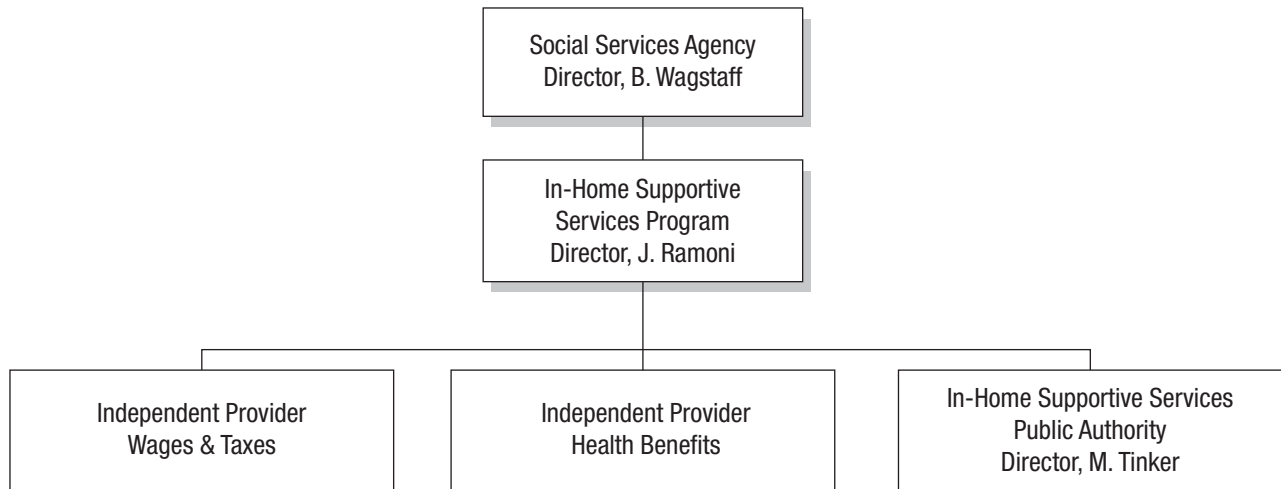 Social Services Agency
Director, B. Wagstaff
In-Home Supportive
Services Program
Director, J. Ramoni
Independent Provider
Wages & Taxes
Independent Provider
Health Benefits
In-Home Supportive Services
Public Authority
Director, M. Tinker